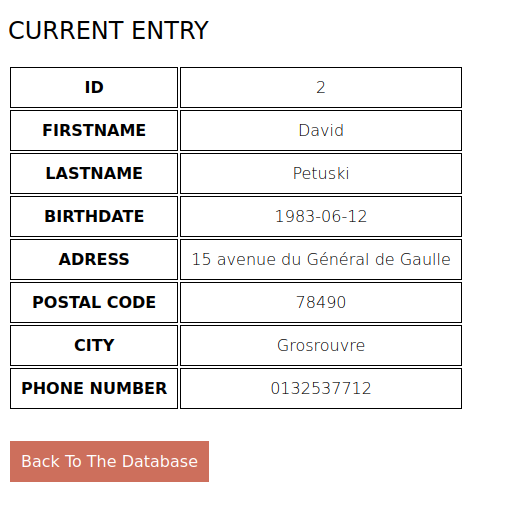 CURRENT ENTRY
ID 2
FIRSTNAME David
LASTNAME Petuski
BIRTHDATE 1983-06-12
ADRESS 15 avenue du Général de Gaulle
POSTAL CODE 78490
CITY Grosrouvre
PHONE NUMBER 0132537712
Back To The Database